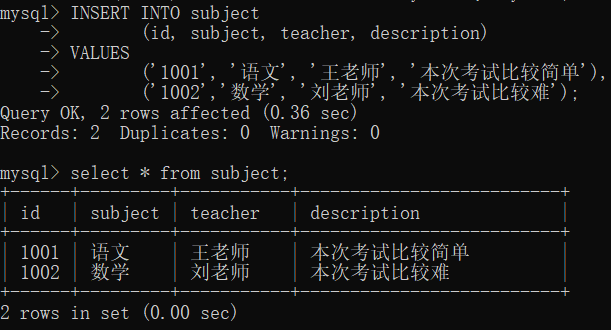 mysql> INSERT INTO subject
    ->        (id, subject, teacher, description)
    -> VALUES
    ->        ('1001', '语文', '王老师', '本次考试比较简单'),
    ->        ('1002', '数学', '刘老师', '本次考试比较难');
Query OK, 2 rows affected (0.36 sec)
Records: 2  Duplicates: 0  Warnings: 0

mysql> select * from subject;
+------+---------+---------+--------------------------+
| id   | subject | teacher | description              |
+------+---------+---------+--------------------------+
| 1001 | 语文    | 王老师  | 本次考试比较简单         |
| 1002 | 数学    | 刘老师  | 本次考试比较难           |
+------+---------+---------+--------------------------+
2 rows in set (0.00 sec)